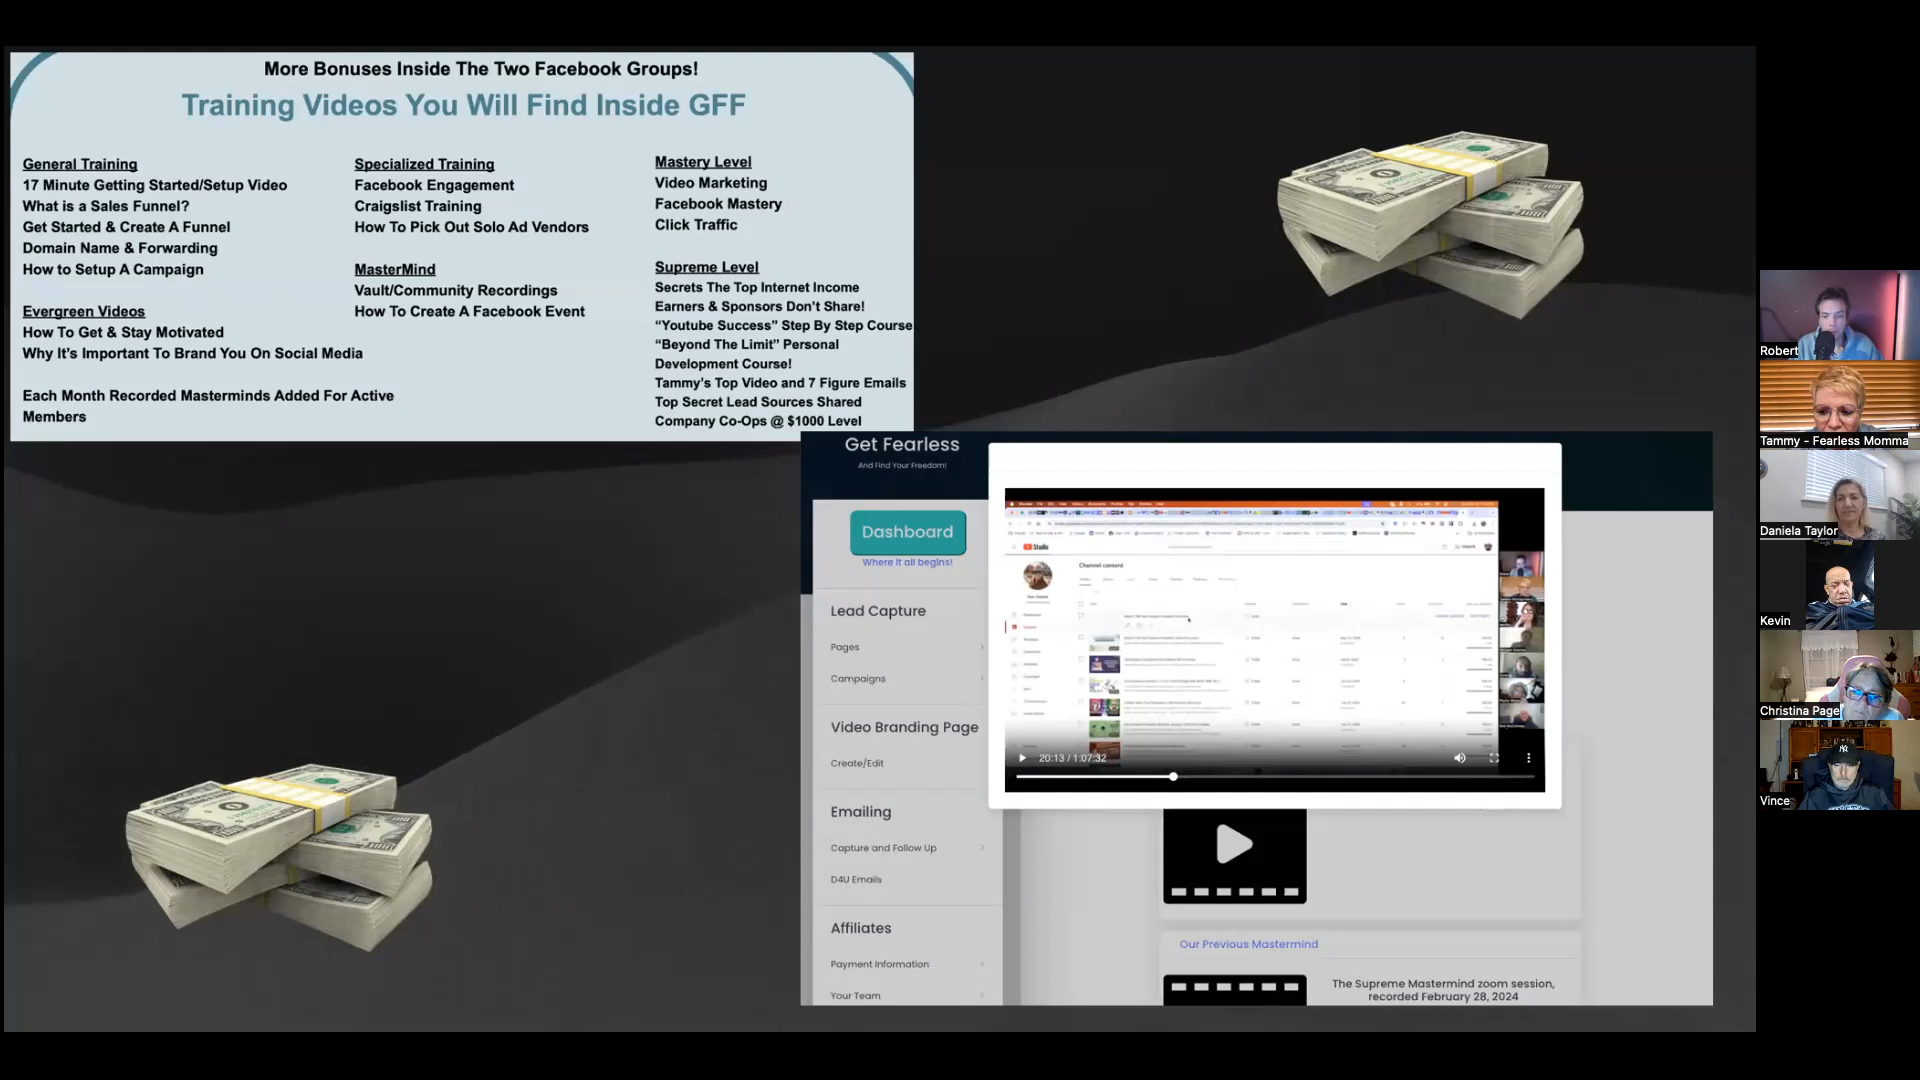 More Bonuses Inside The Two Facebook Groups!
Training Videos You Will Find Inside GFF
General Training
17 Minute Getting Started/Setup Video
What is a Sales Funnel?
Get Started & Create A Funnel
Domain Name & Forwarding
How to Setup A Campaign
Evergreen Videos
How To Get & Stay Motivated
Why It's Important To Brand You On Social Media
Each Month Recorded Masterminds Added For Active
Members
Specialized Training
Facebook Engagement
Craigslist Training
How To Pick Out Solo Ad Vendors
MasterMind
Vault/Community Recordings
How To Create A Facebook Event
Mastery Level
Video Marketing
Facebook Mastery
Click Traffic
Supreme Level
Secrets The Top Internet Income
Earners & Sponsors Don't Share!
“Youtube Success” Step By Step Course
“Beyond The Limit” Personal
Development Course!
Tammy's Top Video and 7 Figure Emails
Top Secret Lead Sources Shared
Company Co-Ops @ $1000 Level
Get Fearless
And Find Your Freedom!
Dashboard
Where it all begins!
Lead Capture
Pages
Campaigns
Video Branding Page
Create/Edit
Emailing
Capture and Follow Up
D4U Emails
Affiliates
Payment Information
Your Team
Studio
Channel content
20:13 / 1:07:32
Our Previous Mastermind
The Supreme Mastermind zoom session,
recorded February 28, 2024
Robert
Tammy - Fearless Momma
Daniela Taylor
Kevin
Christina Page
Vince